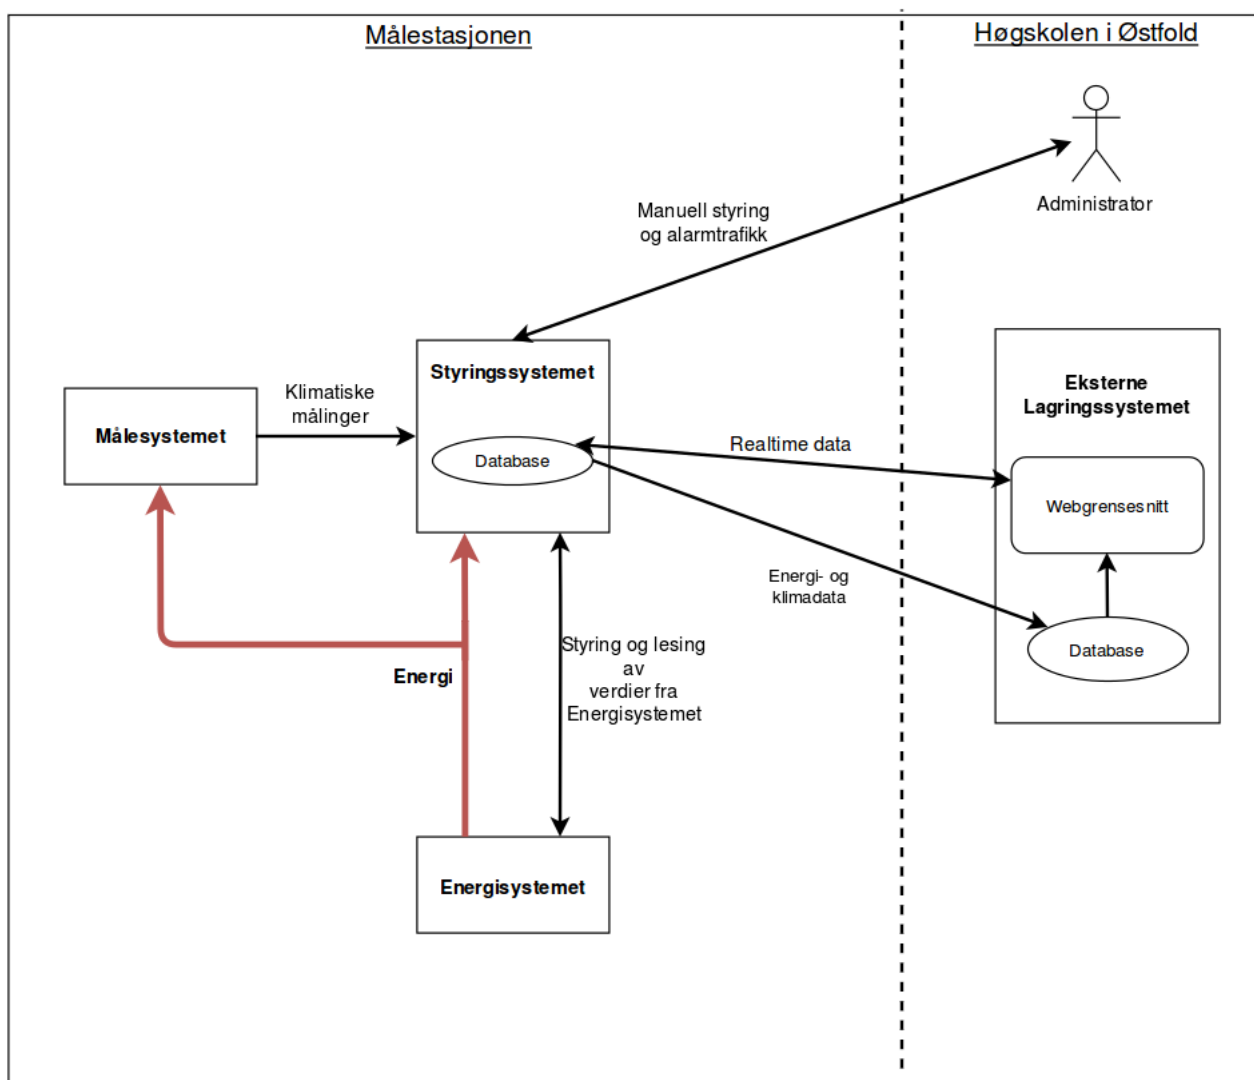 Målestasjonen
Høgskolen i Østfold
Administrator
Manuell styring
og alarmtrafikk
Styringssystemet
Database
Klimatiske
målinger
Målesystemet
Realtime data
Eksterne
Lagringssystemet
Webgrensesnitt
Energi- og
klimadata
Database
Energi
Styring og lesing
av
verdier fra
Energisystemet
Energisystemet